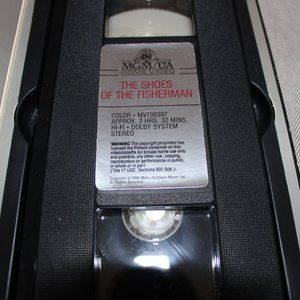 MGM/UA
HOME VIDEO
THE SHOES
OF THE FISHERMAN
COLOR • MV700397
APPROX. 2 HRS. 32 MINS.
HI-FI • DOLBY SYSTEM
STEREO
WARNING: The copyright proprietor has
licensed the Picture contained on this
videocassette for private home use only
and prohibits any other use, copying,
reproduction or performance in public,
in whole or in part.
(Title 17 USC. Sections 501 506.)
Copyright © 1968 Metro-Goldwyn-Mayer Inc.
All Rights Reserved.